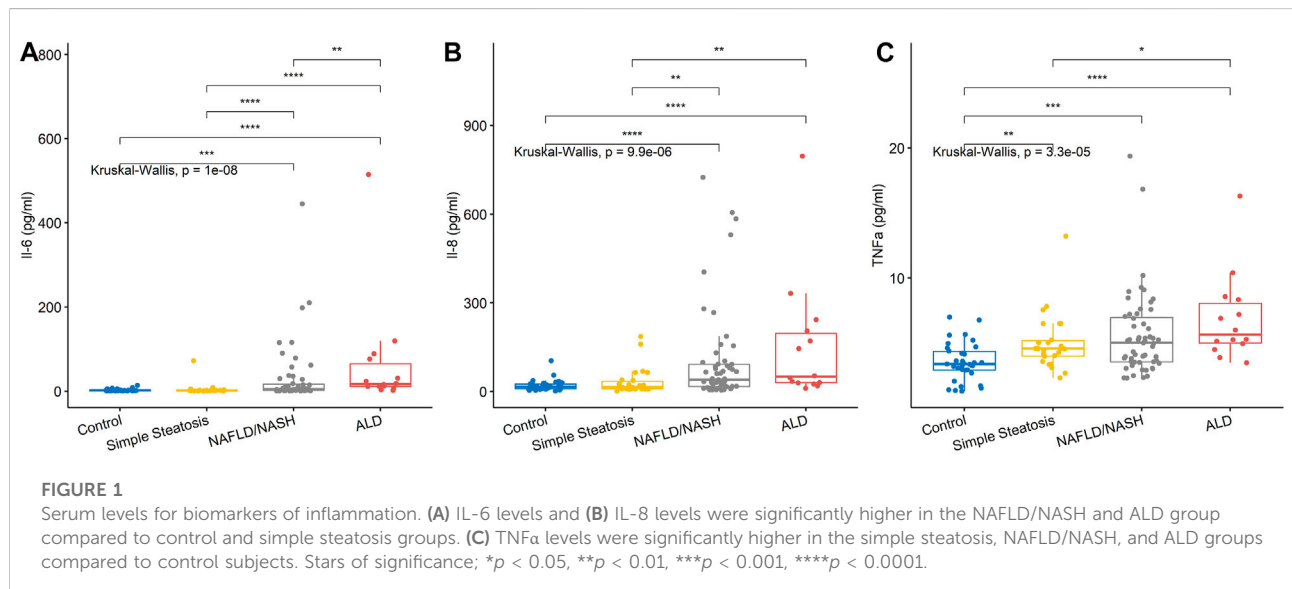 A
800
600
400
200
0
Il-6 (pg/ml)
**
****
****
****
***
Kruskal-Wallis, p = 1e-08
Control
Simple Steatosis
NAFLD/NASH
ALD
B
900
600
300
0
Il-8 (pg/ml)
**
**
****
****
Kruskal-Wallis, p = 9.9e-06
Control
Simple Steatosis
NAFLD/NASH
ALD
C
20
10
TNFa (pg/ml)
*
****
***
**
Kruskal-Wallis, p = 3.3e-05
Control
Simple Steatosis
NAFLD/NASH
ALD
FIGURE 1
Serum levels for biomarkers of inflammation. (A) IL-6 levels and (B) IL-8 levels were significantly higher in the NAFLD/NASH and ALD group
compared to control and simple steatosis groups. (C) TNFα levels were significantly higher in the simple steatosis, NAFLD/NASH, and ALD groups
compared to control subjects. Stars of significance; *p < 0.05, **p < 0.01, ***p < 0.001, ****p < 0.0001.